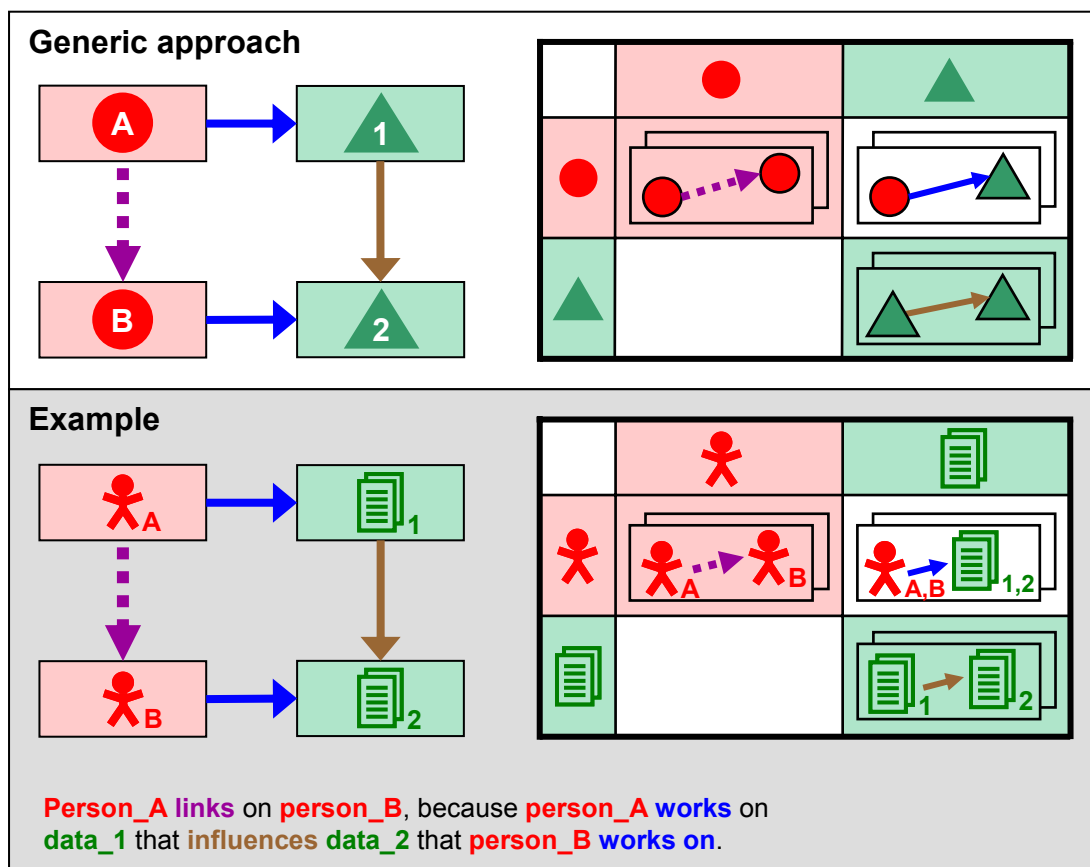 Generic approach
A
1
B
2
Example
A
1
B
2
A
B
A,B
1,2
1
2
Person_A links on person_B, because person_A works on
data_1 that influences data_2 that person_B works on.